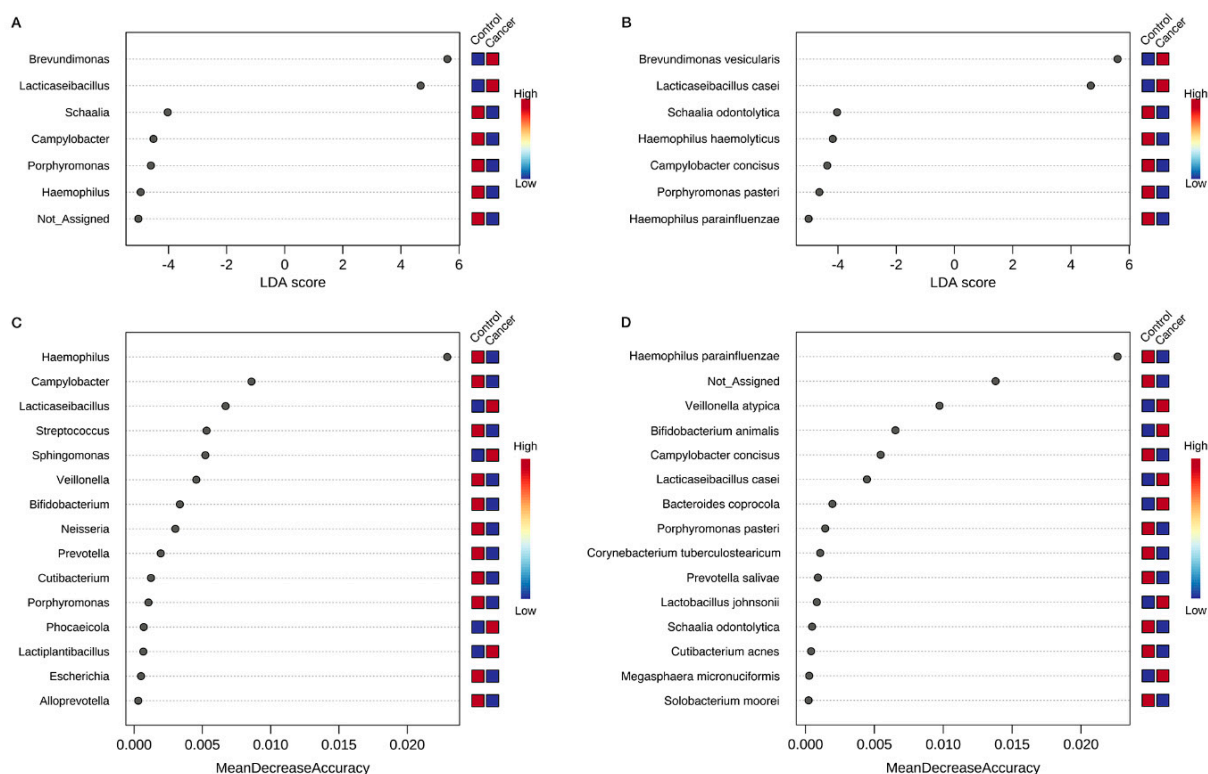 A
Control
Cancer
Brevundimonas
Lacticaseibacillus
Schaalia
Campylobacter
Porphyromonas
Haemophilus
Not_Assigned
High
Low
-4 -2 0 2 4 6
LDA score
B
Control
Cancer
Brevundimonas vesicularis
Lacticaseibacillus casei
Schaalia odontolytica
Haemophilus haemolyticus
Campylobacter concisus
Porphyromonas pasteri
Haemophilus parainfluenzae
High
Low
-4 -2 0 2 4 6
LDA score
C
Control
Cancer
Haemophilus
Campylobacter
Lacticaseibacillus
Streptococcus
Sphingomonas
Veillonella
Bifidobacterium
Neisseria
Prevotella
Cutibacterium
Porphyromonas
Phocaeicola
Lactiplantibacillus
Escherichia
Alloprevotella
High
Low
0.000 0.005 0.010 0.015 0.020
MeanDecreaseAccuracy
D
Control
Cancer
Haemophilus parainfluenzae
Not_Assigned
Veillonella atypica
Bifidobacterium animalis
Campylobacter concisus
Lacticaseibacillus casei
Bacteroides coprocola
Porphyromonas pasteri
Corynebacterium tuberculostearicum
Prevotella salivae
Lactobacillus johnsonii
Schaalia odontolytica
Cutibacterium acnes
Megasphaera micronuciformis
Solobacterium moorei
High
Low
0.000 0.005 0.010 0.015 0.020
MeanDecreaseAccuracy